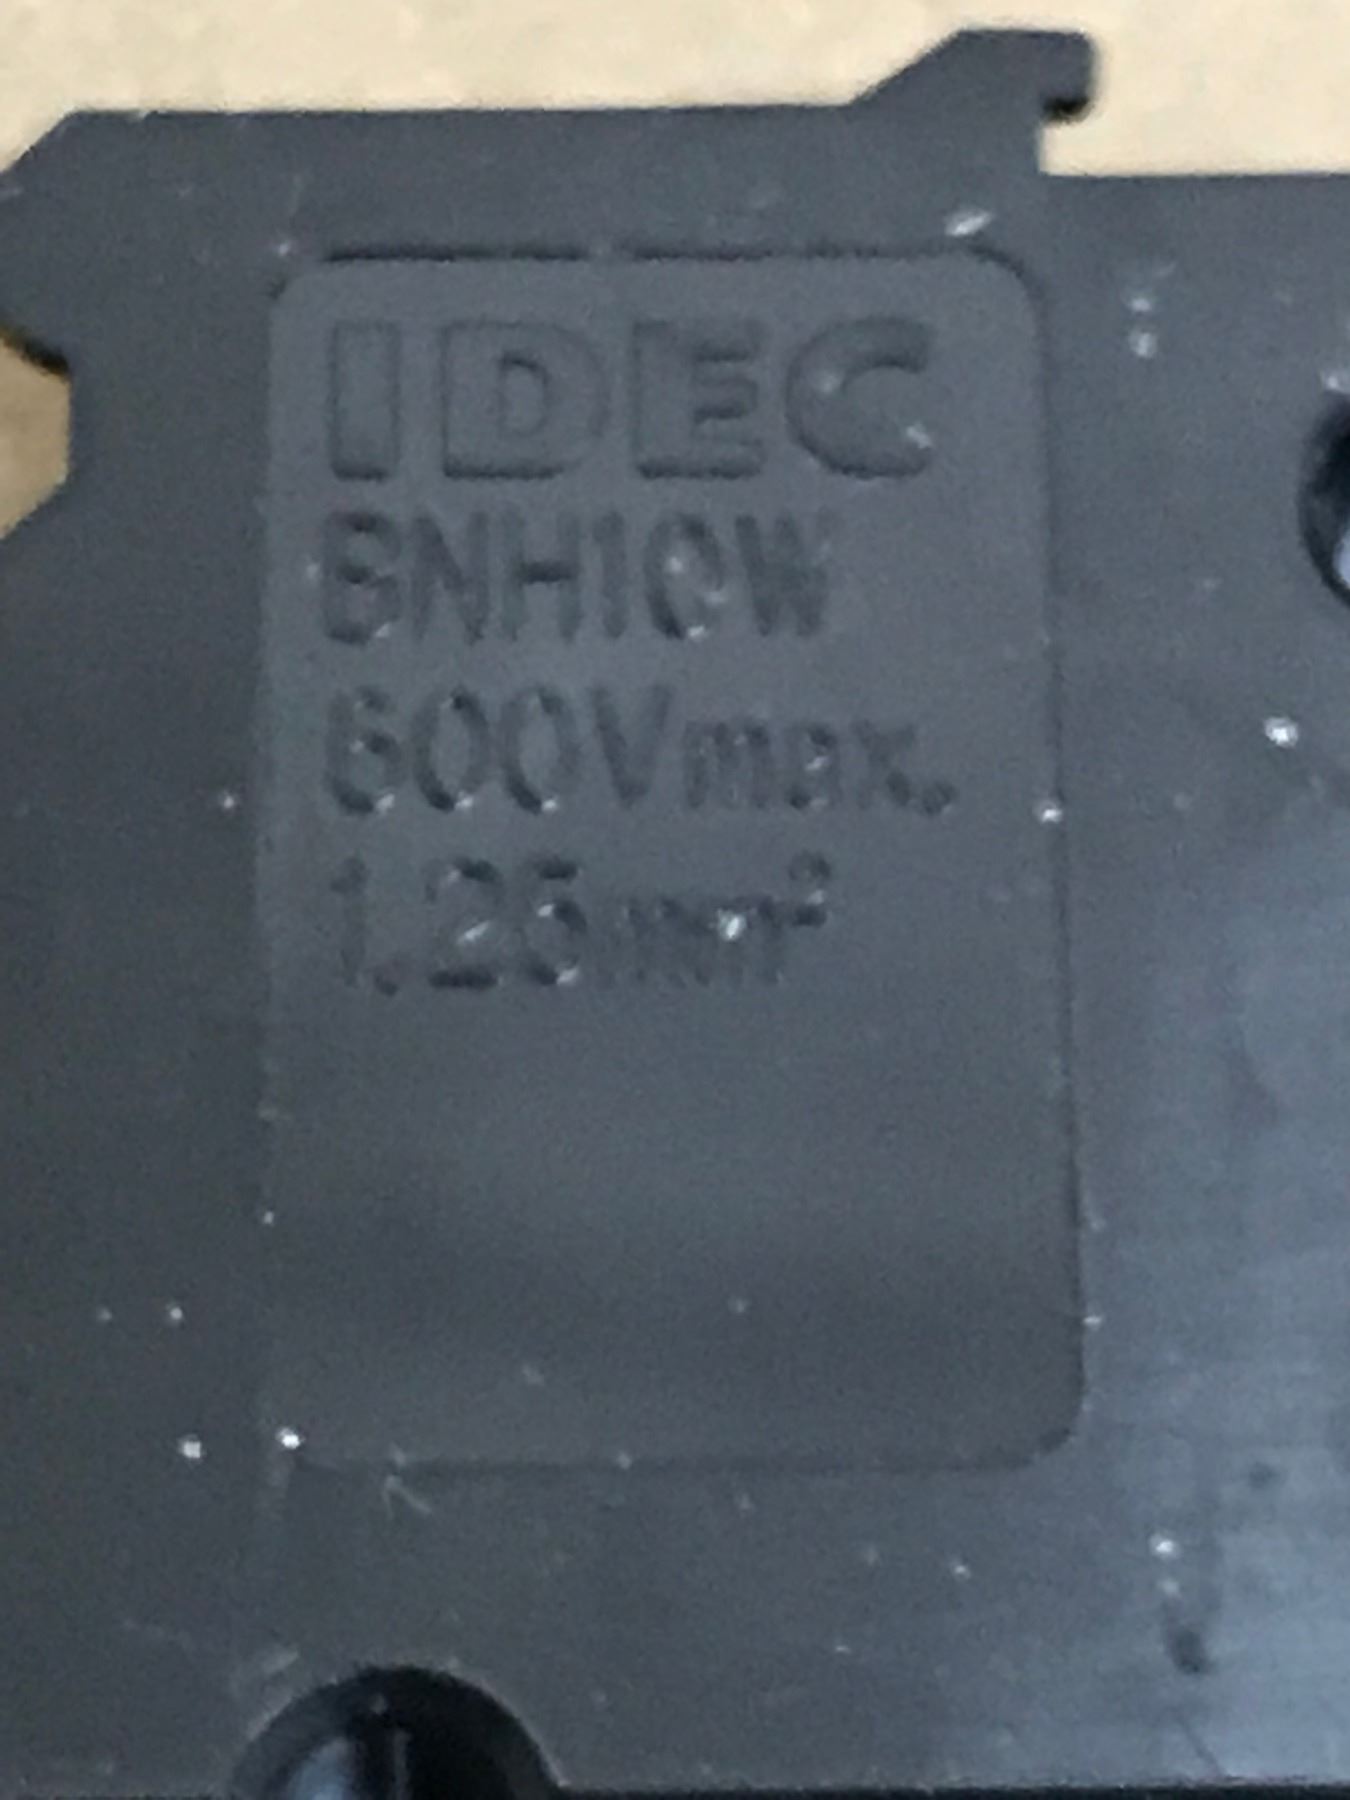 IDEC
BNH10W
600Vmax.
1.25mm²